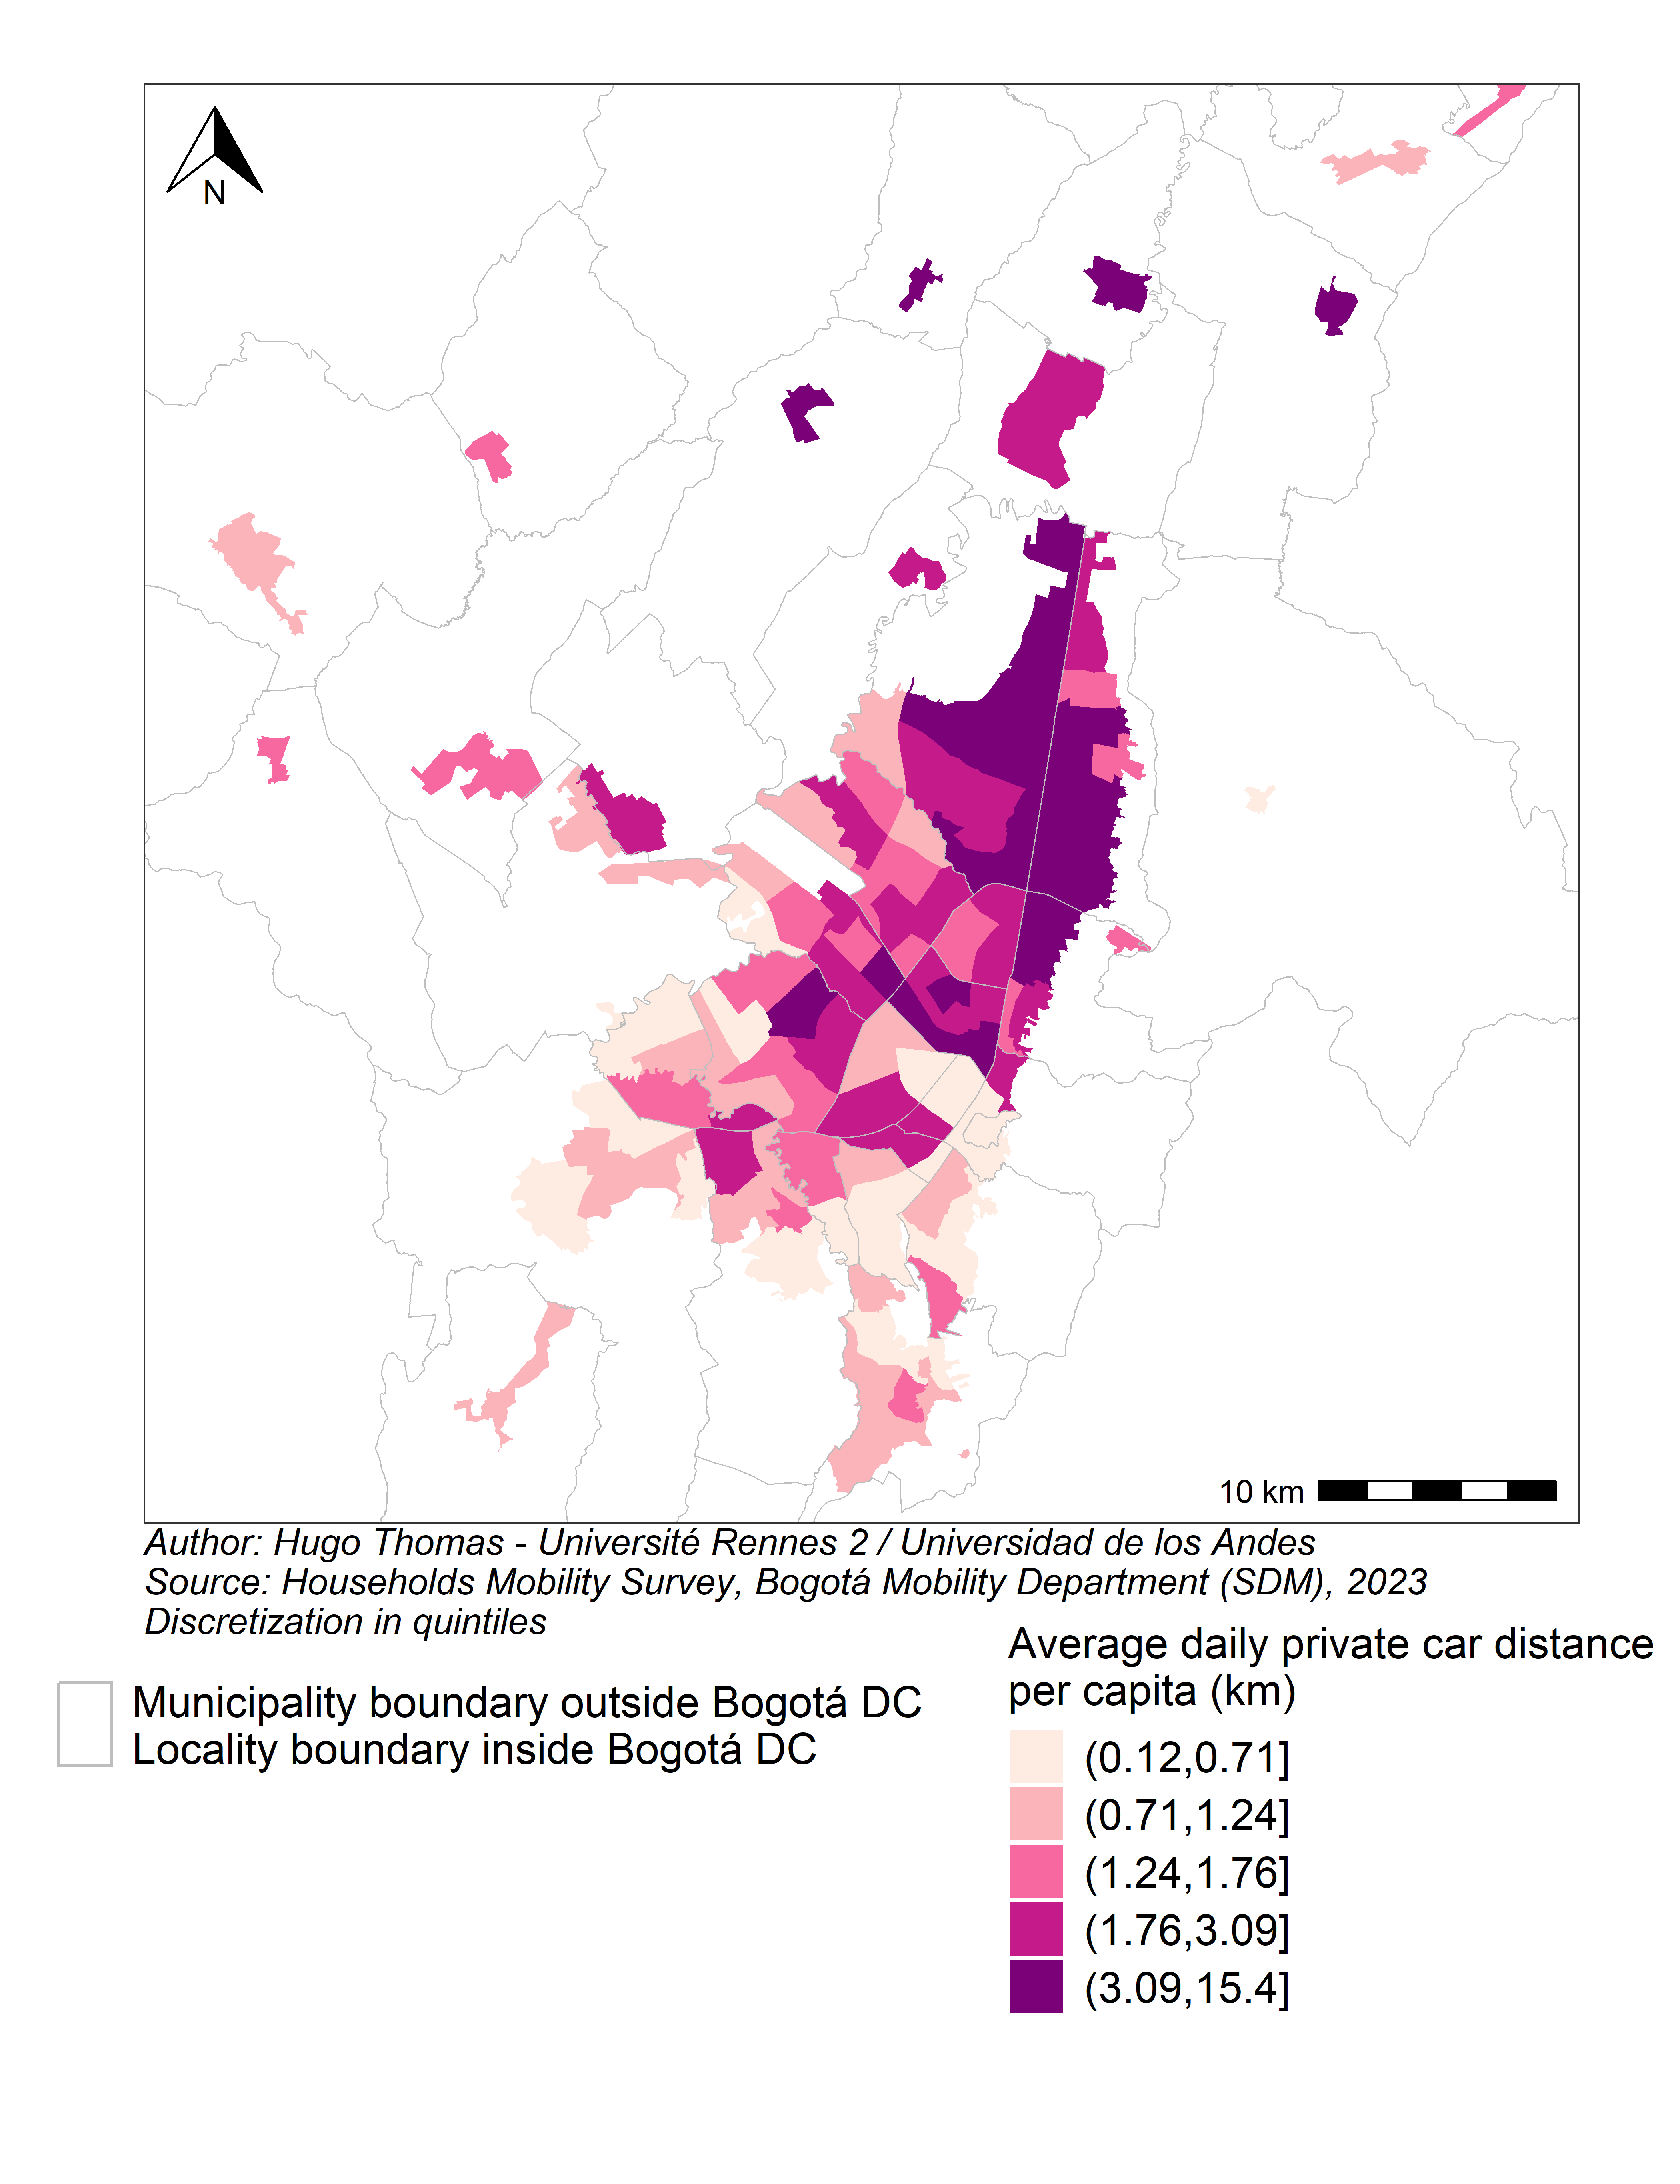 N
10 km
Author: Hugo Thomas - Université Rennes 2 / Universidad de los Andes
Source: Households Mobility Survey, Bogotá Mobility Department (SDM), 2023
Discretization in quintiles
Municipality boundary outside Bogotá DC
Locality boundary inside Bogotá DC
Average daily private car distance
per capita (km)
(0.12,0.71]
(0.71,1.24]
(1.24,1.76]
(1.76,3.09]
(3.09,15.4]